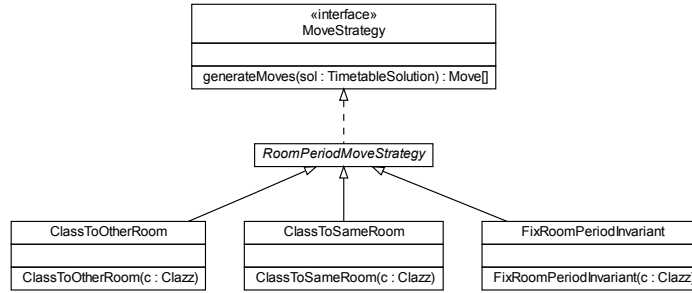 «interface»
MoveStrategy
generateMoves(sol : TimetableSolution) : Move[]
RoomPeriodMoveStrategy
ClassToOtherRoom
ClassToOtherRoom(c : Clazz)
ClassToSameRoom
ClassToSameRoom(c : Clazz)
FixRoomPeriodInvariant
FixRoomPeriodInvariant(c : Clazz)